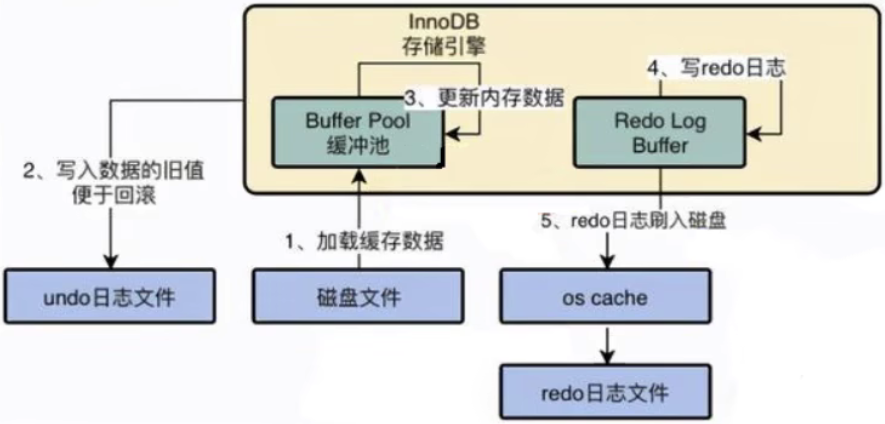 InnoDB
存储引擎
4、写redo日志
3、更新内存数据
Buffer Pool
缓冲池
Redo Log
Buffer
2、写入数据的旧值
便于回滚
5、redo日志刷入磁盘
1、加载缓存数据
undo日志文件
磁盘文件
os cache
redo日志文件